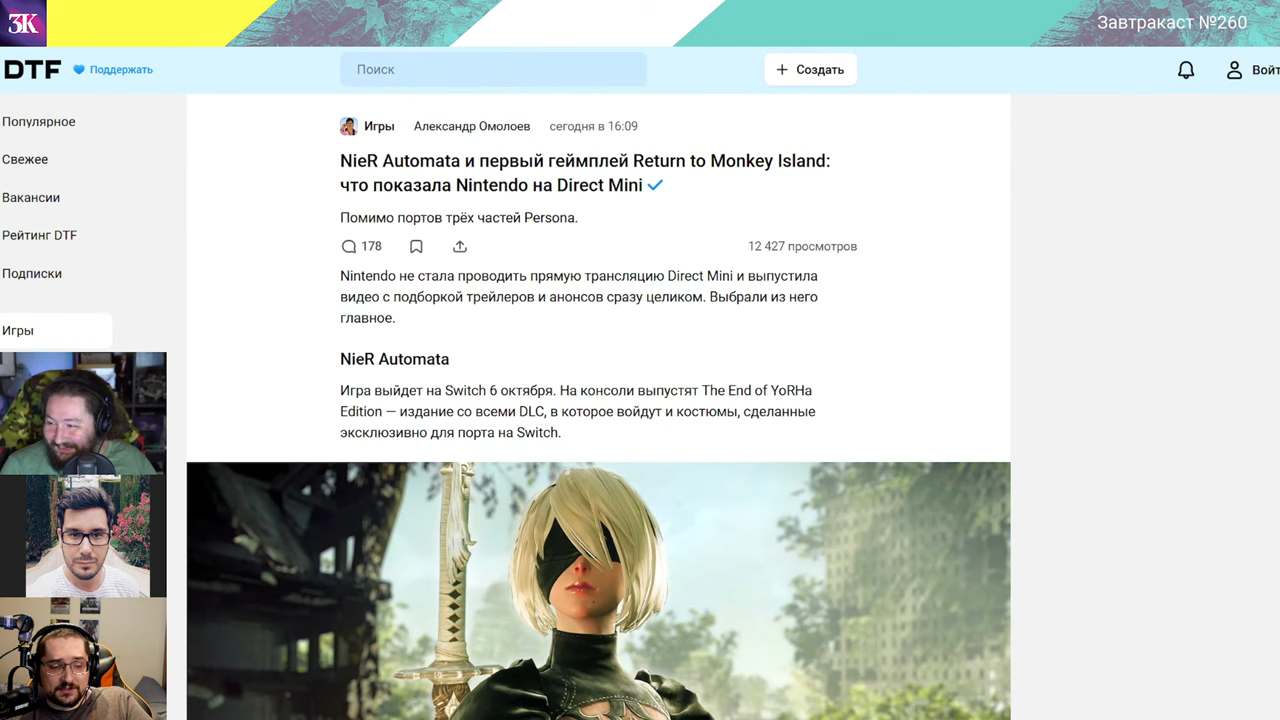 ЗК
Завтракаст №260
DTF
Поддержать
Поиск
+ Создать
Войт
Популярное
Свежее
Вакансии
Рейтинг DTF
Подписки
Игры
Игры Александр Омолоев сегодня в 16:09
NieR Automata и первый геймплей Return to Monkey Island:
что показала Nintendo на Direct Mini
Помимо портов трёх частей Persona.
178
12 427 просмотров
Nintendo не стала проводить прямую трансляцию Direct Mini и выпустила
видео с подборкой трейлеров и анонсов сразу целиком. Выбрали из него
главное.
NieR Automata
Игра выйдет на Switch 6 октября. На консоли выпустят The End of YoRHa
Edition — издание со всеми DLC, в которое войдут и костюмы, сделанные
эксклюзивно для порта на Switch.